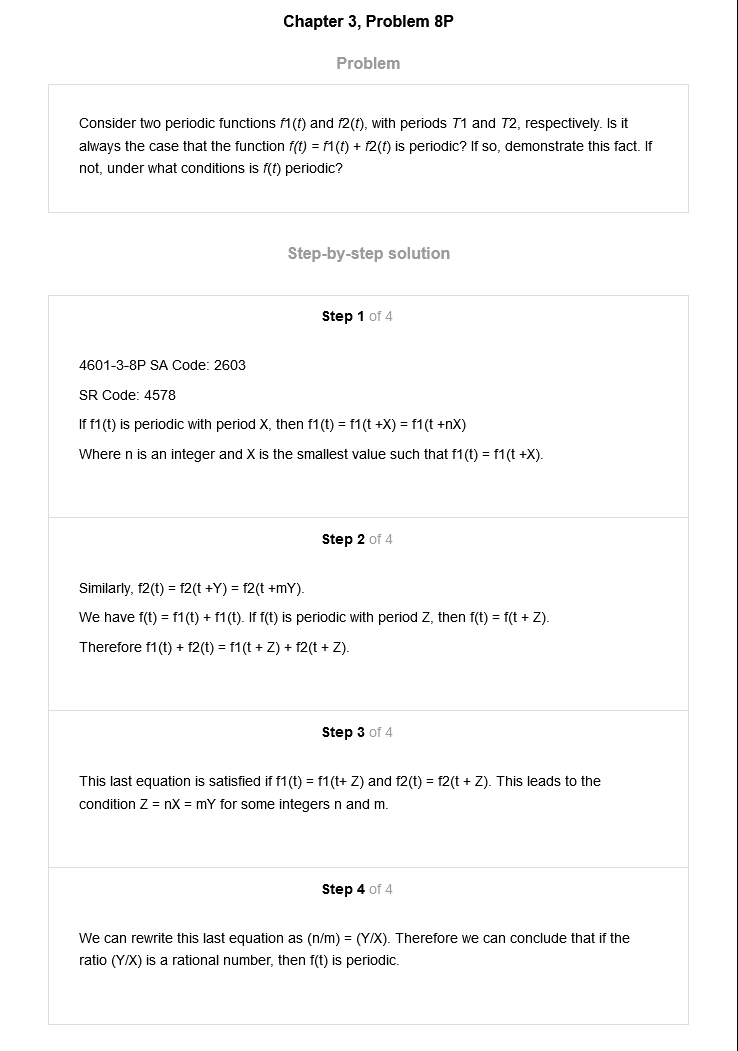 Chapter 3, Problem 8P
Problem
Consider two periodic functions f1(t) and f2(t), with periods T1 and T2, respectively. Is it
always the case that the function f(t) = f1(t) + f2(t) is periodic? If so, demonstrate this fact. If
not, under what conditions is f(t) periodic?
Step-by-step solution
Step 1 of 4
4601-3-8P SA Code: 2603
SR Code: 4578
If f1(t) is periodic with period X, then f1(t) = f1(t +X) = f1(t +nX)
Where n is an integer and X is the smallest value such that f1(t) = f1(t +X).
Step 2 of 4
Similarly, f2(t) = f2(t +Y) = f2(t +mY).
We have f(t) = f1(t) + f1(t). If f(t) is periodic with period Z, then f(t) = f(t + Z).
Therefore f1(t) + f2(t) = f1(t + Z) + f2(t + Z).
Step 3 of 4
This last equation is satisfied if f1(t) = f1(t+ Z) and f2(t) = f2(t + Z). This leads to the
condition Z = nX = mY for some integers n and m.
Step 4 of 4
We can rewrite this last equation as (n/m) = (Y/X). Therefore we can conclude that if the
ratio (Y/X) is a rational number, then f(t) is periodic.